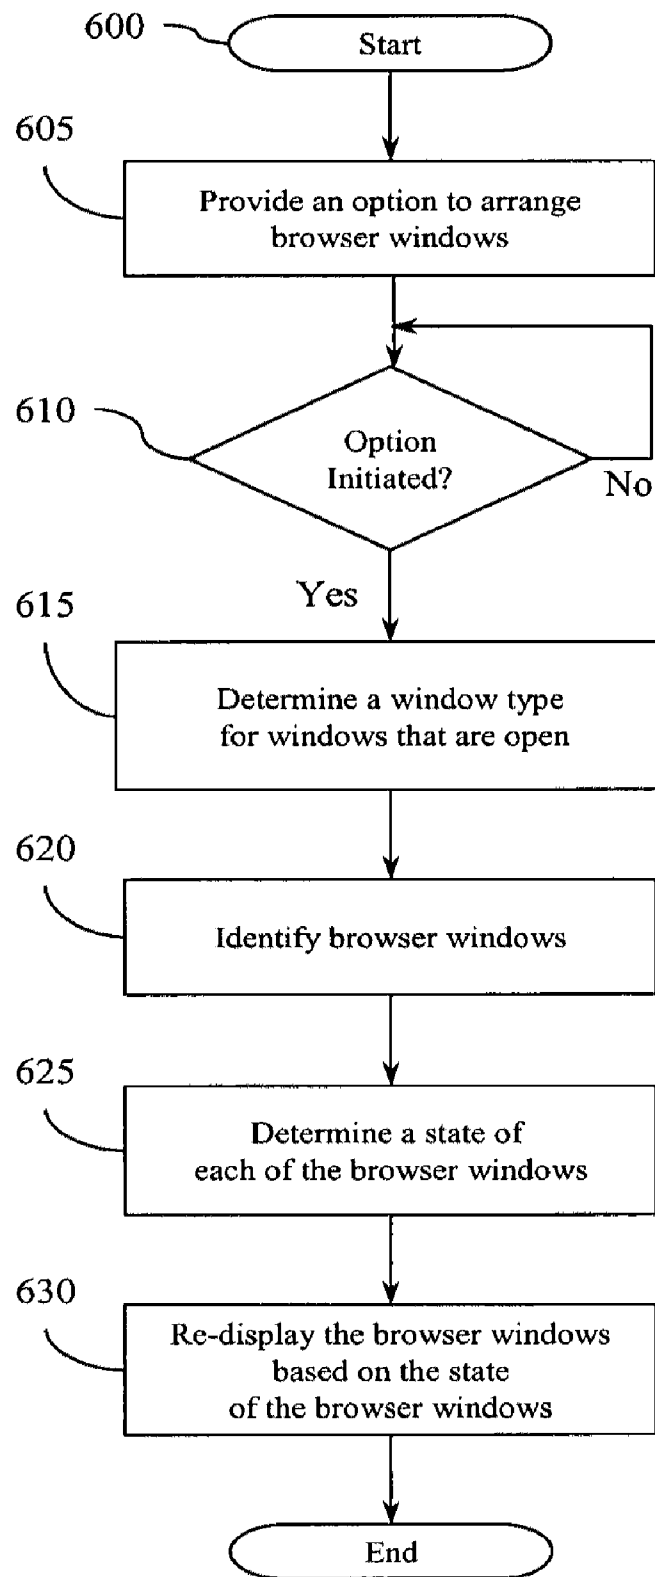 600
Start
605
Provide an option to arrange
browser windows
610
Option
Initiated?
No
Yes
615
Determine a window type
for windows that are open
620
Identify browser windows
625
Determine a state of
each of the browser windows
630
Re-display the browser windows
based on the state
of the browser windows
End